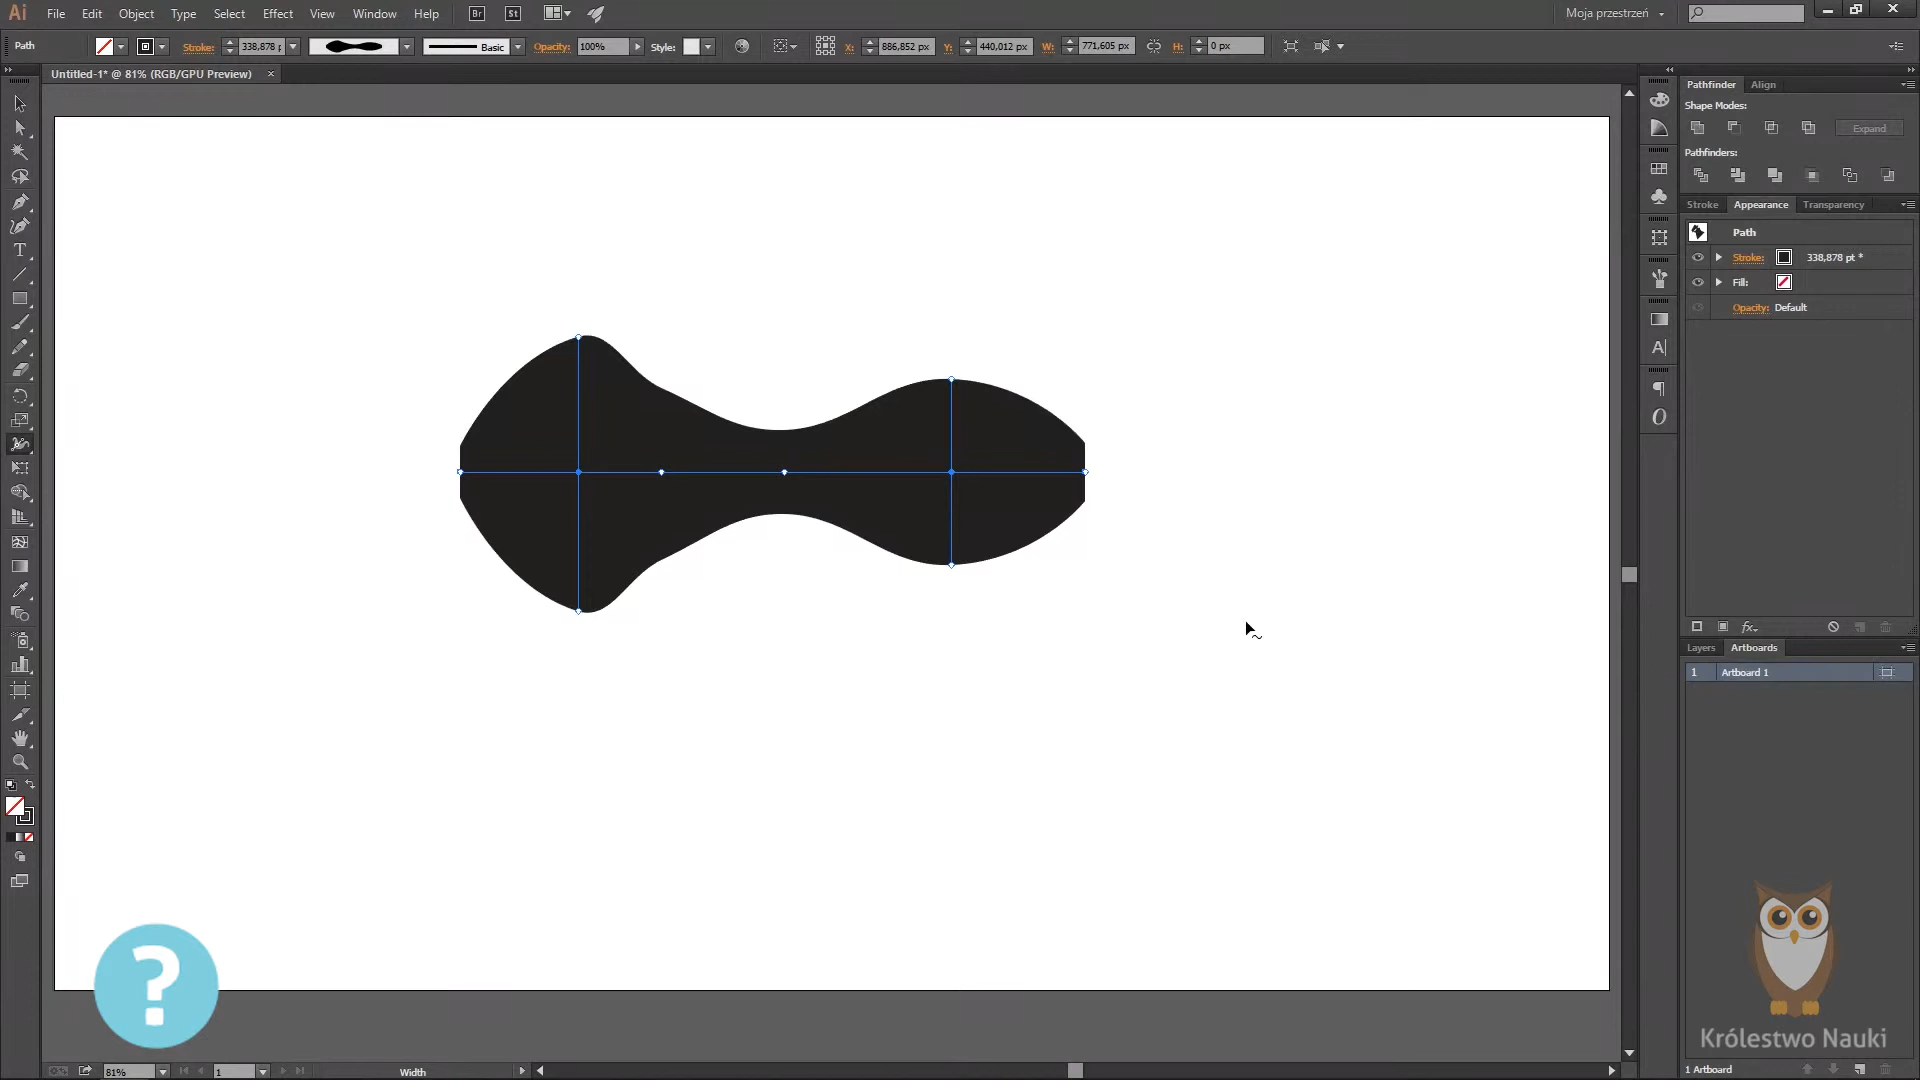 Ai File Edit Object Type Select Effect View Window Help Br St Moja przestrzeń
Path Stroke: 338,878 Basic Opacity: 100% Style: X: 886,852 px Y: 440,012 px W: 771,605 px H: 0 px
Untitled-1* @ 81% (RGB/GPU Preview) ×
Pathfinder Align
Shape Modes:
Expand
Pathfinders:
Stroke Appearance Transparency
Path
Stroke: 338,878 pt *
Fill:
Opacity: Default
fx
Layers Artboards
1 Artboard 1
?
Królestwo Nauki
81% 1 Width 1 Artboard